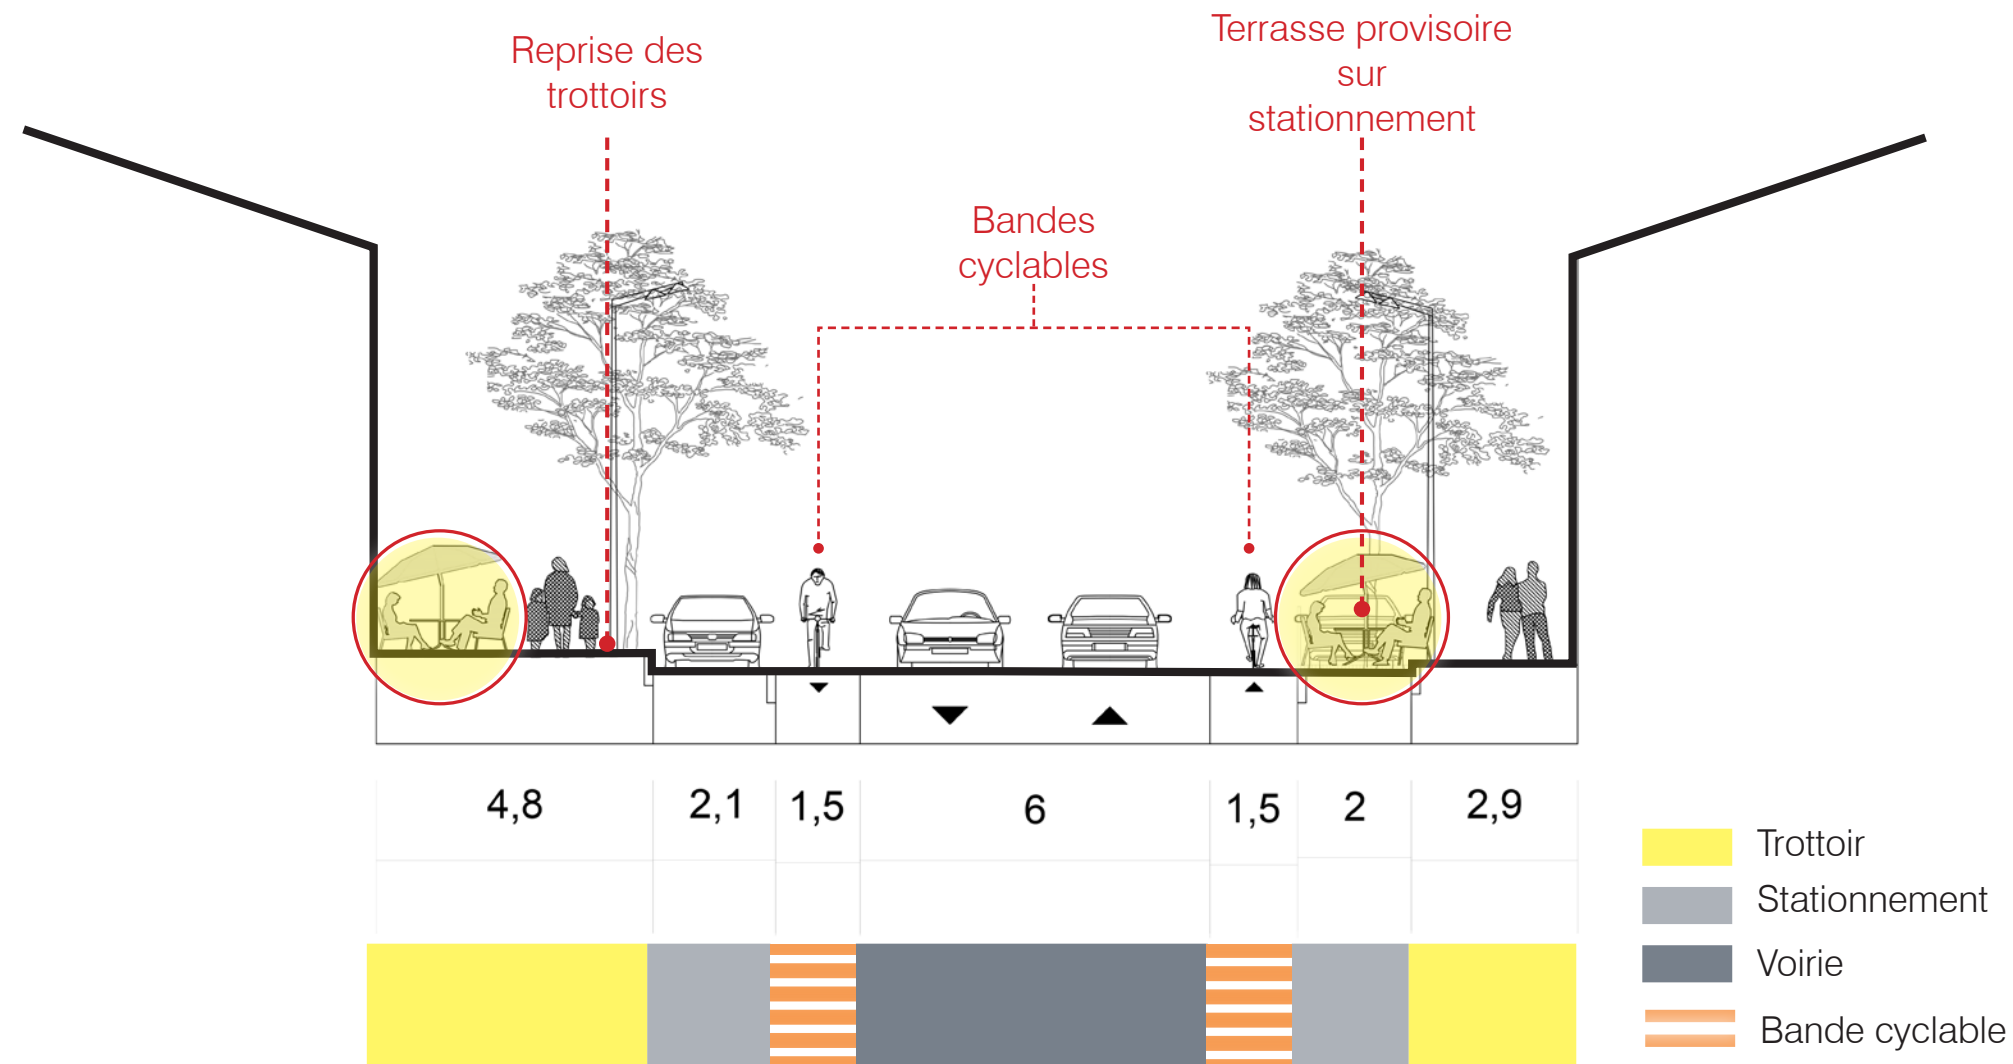 Reprise des
trottoirs
Terrasse provisoire
sur
stationnement
Bandes
cyclables
4,8
2,1
1,5
6
1,5
2
2,9
Trottoir
Stationnement
Voirie
Bande cyclable